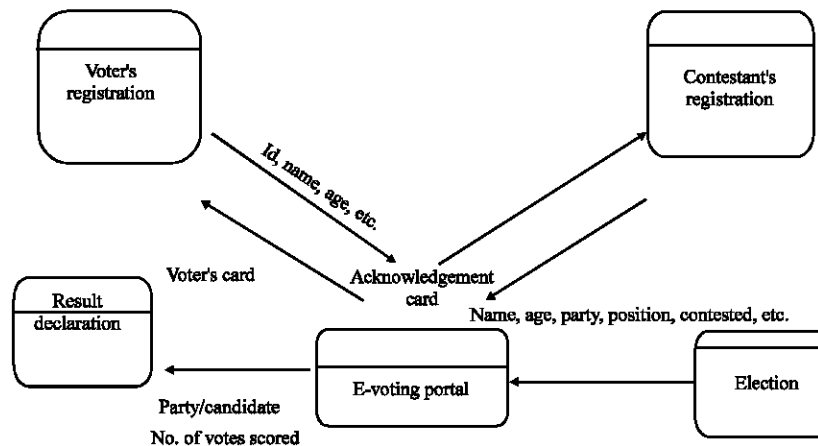 Voter's
registration
Contestant's
registration
Id, name, age, etc.
Voter's card
Acknowledgement
card
Result
declaration
Name, age, party, position, contested, etc.
E-voting portal
Election
Party/candidate
No. of votes scored